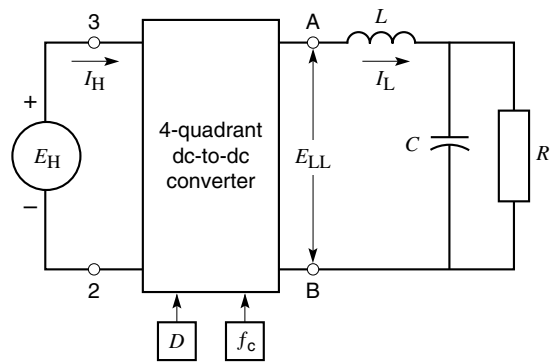 3
A
L
I_H
I_L
+
E_H
−
4-quadrant
dc-to-dc
converter
E_LL
C
R
2
B
D
f_c